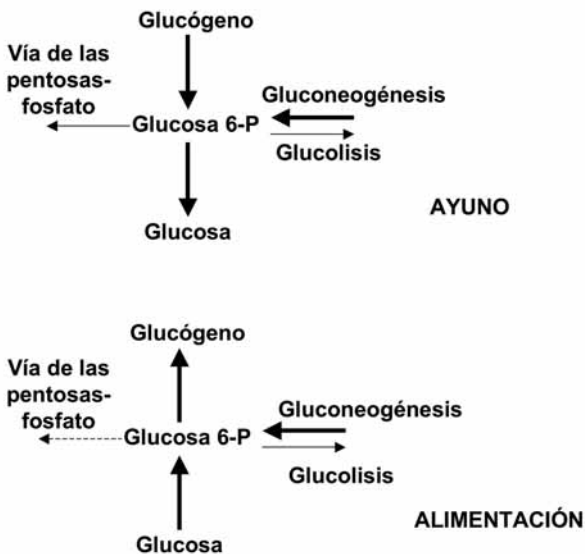 Glucógeno
Vía de las
pentosas-
fosfato
Glucosa 6-P
Gluconeogénesis
Glucolisis
AYUNO
Glucosa
Glucógeno
Vía de las
pentosas-
fosfato
Glucosa 6-P
Gluconeogénesis
Glucolisis
ALIMENTACIÓN
Glucosa